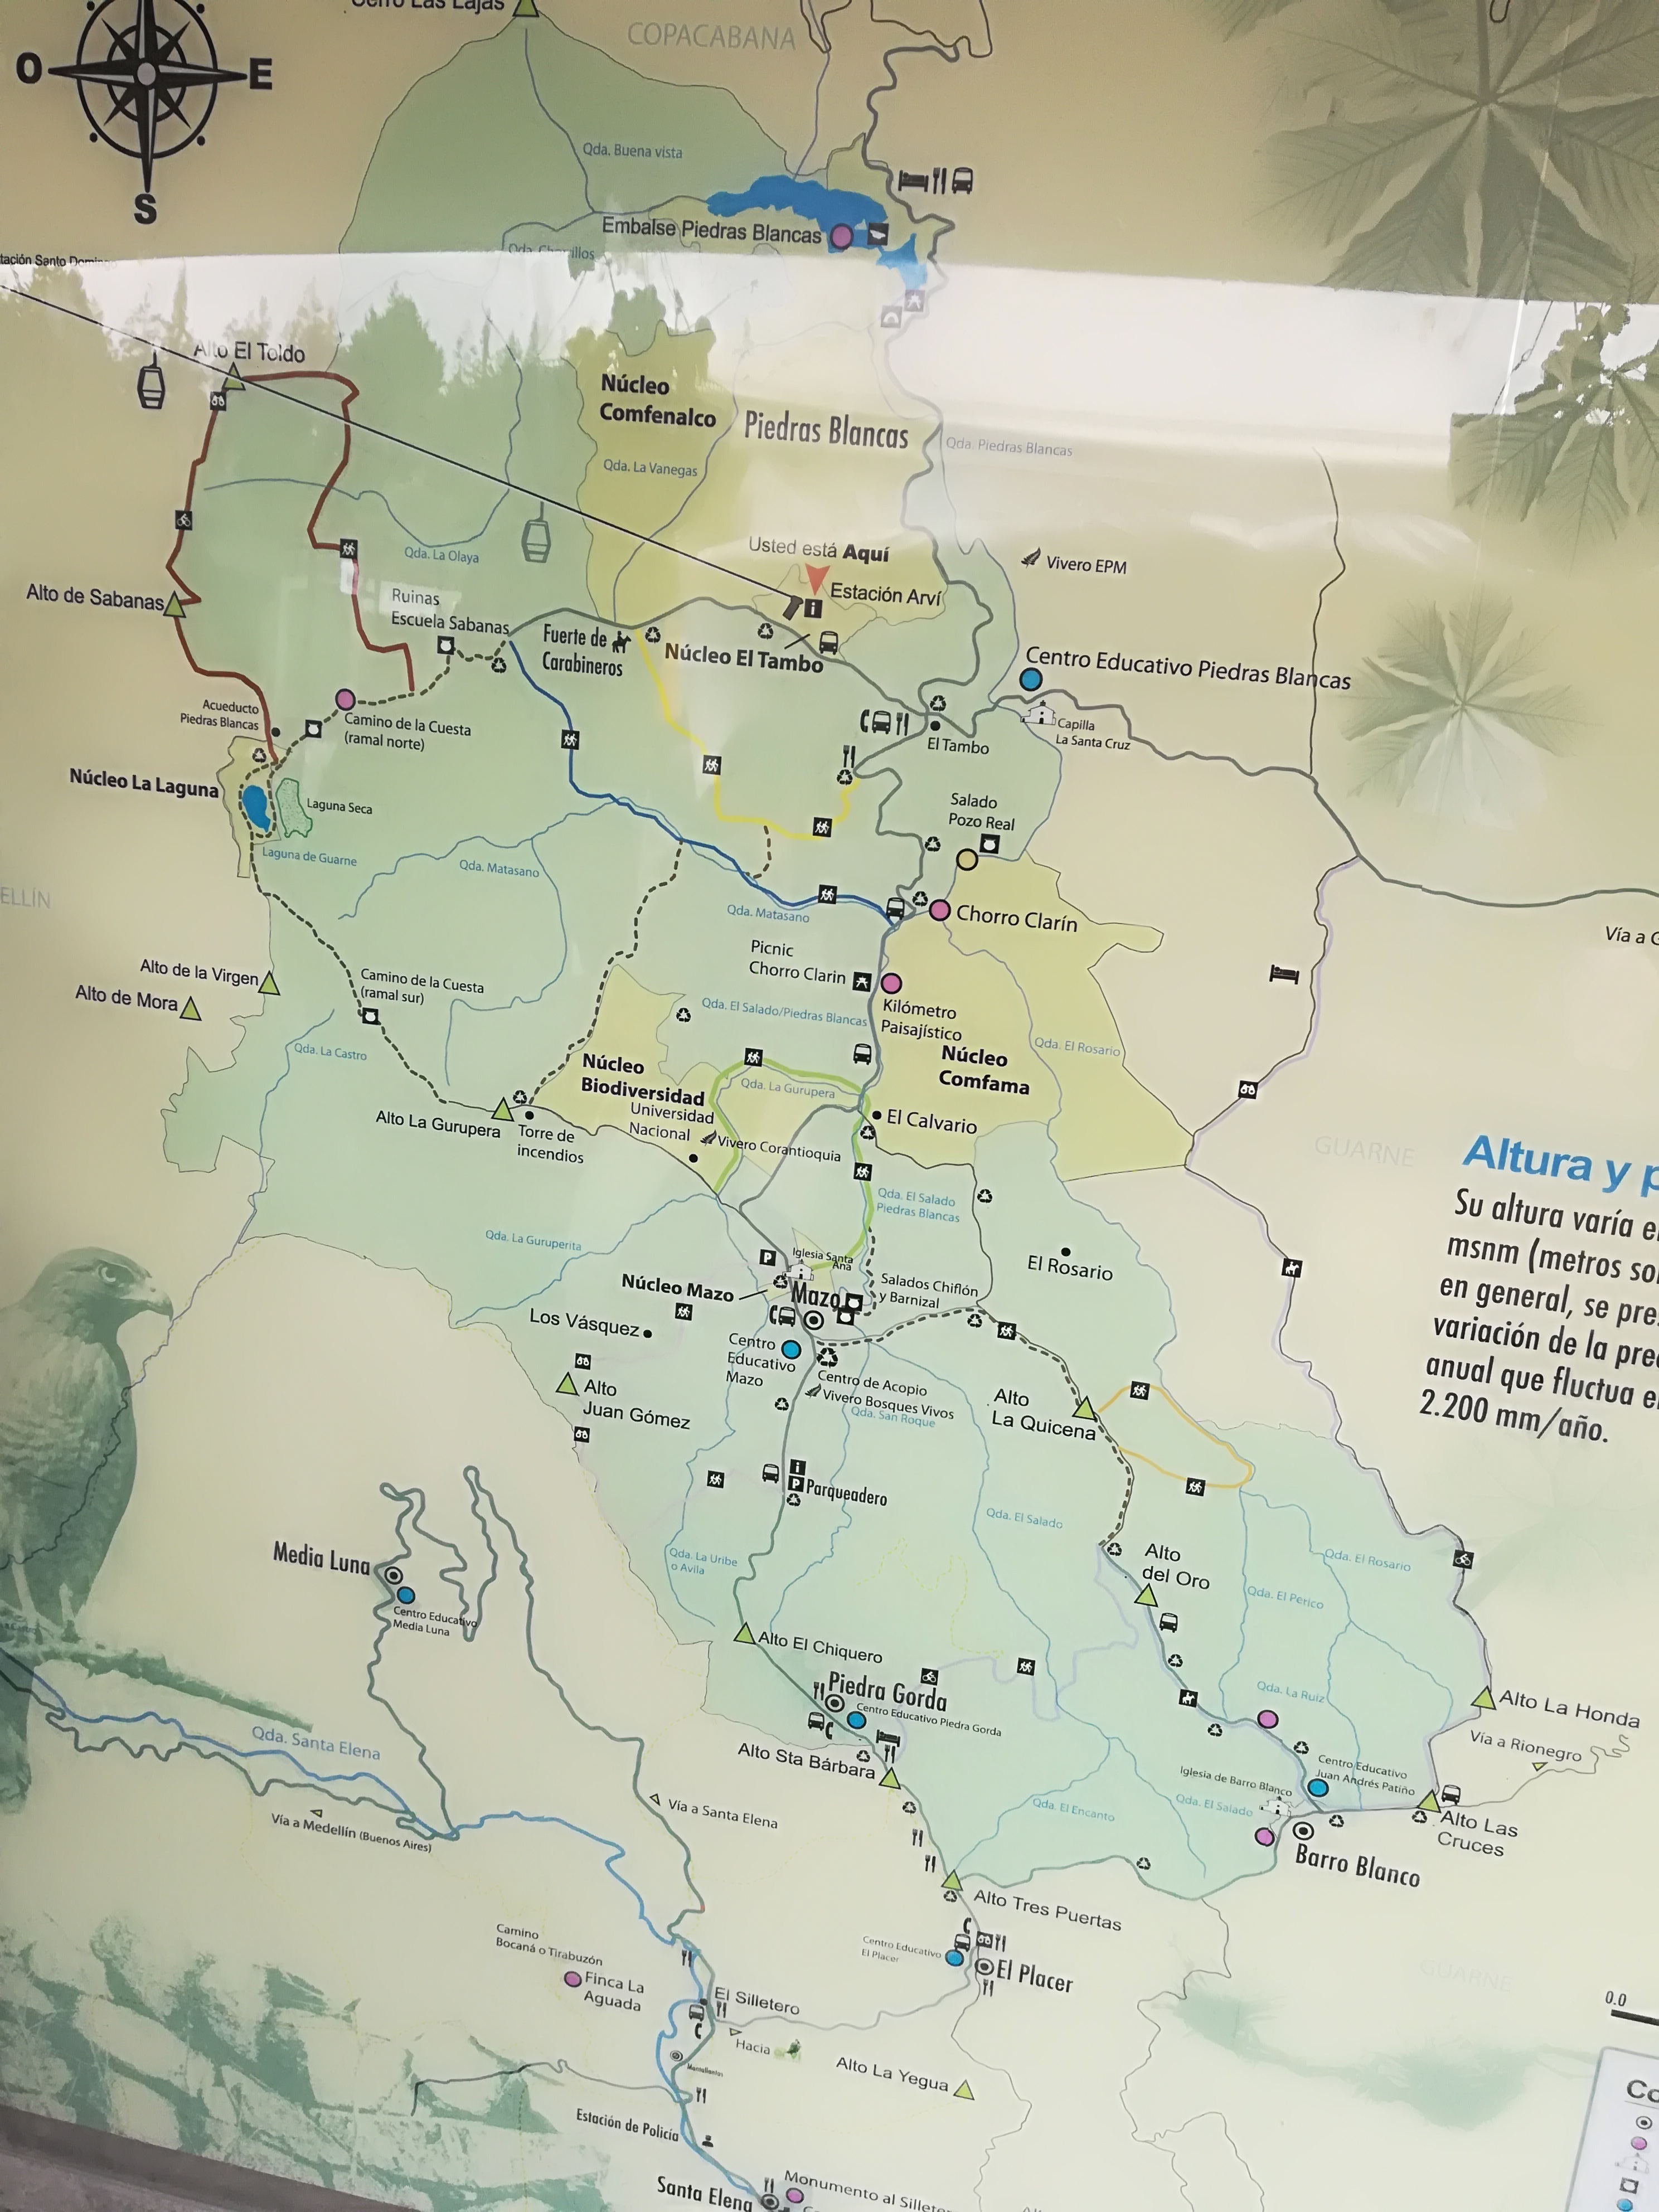 Cerro Las Lajas
COPACABANA
O
E
S
Qda. Buena vista
Embalse Piedras Blancas
Alto El Toldo
Núcleo
Comfenalco
Piedras Blancas
Qda. Piedras Blancas
Qda. La Vanegas
Qda. La Olaya
Usted está Aquí
Estación Arví
Vivero EPM
Alto de Sabanas
Ruinas
Escuela Sabanas
Fuerte de
Carabineros
Núcleo El Tambo
Centro Educativo Piedras Blancas
Capilla
La Santa Cruz
El Tambo
Acueducto
Piedras Blancas
Camino de la Cuesta
(ramal norte)
Núcleo La Laguna
Laguna Seca
Laguna de Guarne
Salado
Pozo Real
Qda. Matasano
Qda. Matasano
Chorro Clarín
Picnic
Chorro Clarin
Vía a
Alto de la Virgen
Alto de Mora
Camino de la Cuesta
(ramal sur)
Kilómetro
Paisajístico
Qda. El Salado/Piedras Blancas
Núcleo
Comfama
Qda. El Rosario
Qda. La Castro
Núcleo
Biodiversidad
Universidad
Nacional
Qda. La Gurupera
Vivero Corantioquia
El Calvario
Alto La Gurupera
Torre de
incendios
GUARNE
Altura y
Su altura varía
msnm (metros
en general, se
variación de la
anual que fluctua
2.200 mm/año.
Qda. El Salado
Piedras Blancas
Qda. La Guruperita
Iglesia Santa
Ana
El Rosario
Núcleo Mazo
Mazo
Salados Chiflón
y Barnizal
Los Vásquez
Centro
Educativo
Mazo
Centro de Acopio
Vivero Bosques Vivos
Qda. San Roque
Alto
Juan Gómez
Alto
La Quicena
Parqueadero
Qda. El Salado
Qda. La Uribe
o Avila
Media Luna
Centro Educativo
Media Luna
Alto
del Oro
Qda. El Rosario
Qda. El Perico
Alto El Chiquero
Piedra Gorda
Centro Educativo Piedra Gorda
Qda. La Ruiz
Alto La Honda
Vía a Rionegro
Qda. Santa Elena
Alto Sta Bárbara
Iglesia de Barro Blanco
Centro Educativo
Juan Andrés Patiño
Qda. El Salado
Qda. El Encanto
Alto Las
Cruces
Barro Blanco
Vía a Medellín (Buenos Aires)
Vía a Santa Elena
Alto Tres Puertas
Centro Educativo
El Placer
El Placer
GUARNE
Camino
Bocaná o Tirabuzón
Finca La
Aguada
El Silletero
Hacia
Alto La Yegua
0.0
Estación de Policía
Santa Elena
Monumento al